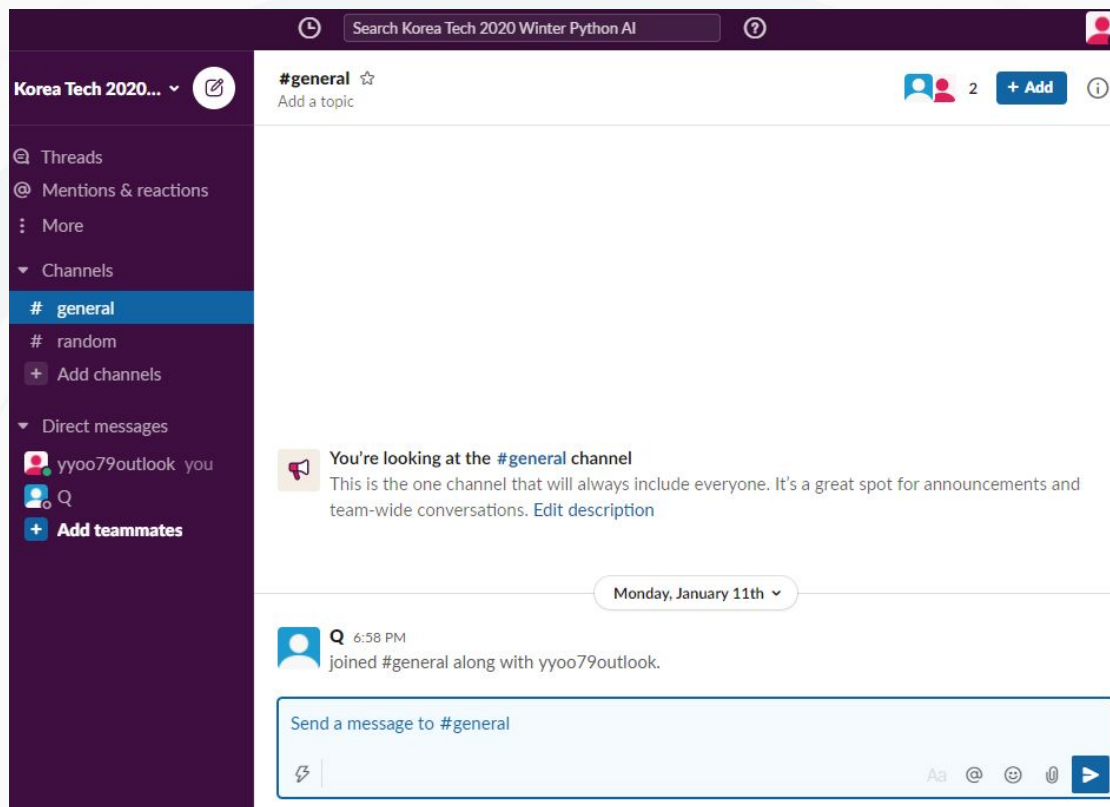 Search Korea Tech 2020 Winter Python AI
Korea Tech 2020...
Threads
Mentions & reactions
More
Channels
# general
# random
+ Add channels
Direct messages
yyoo79outlook you
Q
+ Add teammates
#general
Add a topic
2
+ Add
You're looking at the #general channel
This is the one channel that will always include everyone. It's a great spot for announcements and
team-wide conversations. Edit description
Monday, January 11th
Q 6:58 PM
joined #general along with yyoo79outlook.
Send a message to #general
Aa @